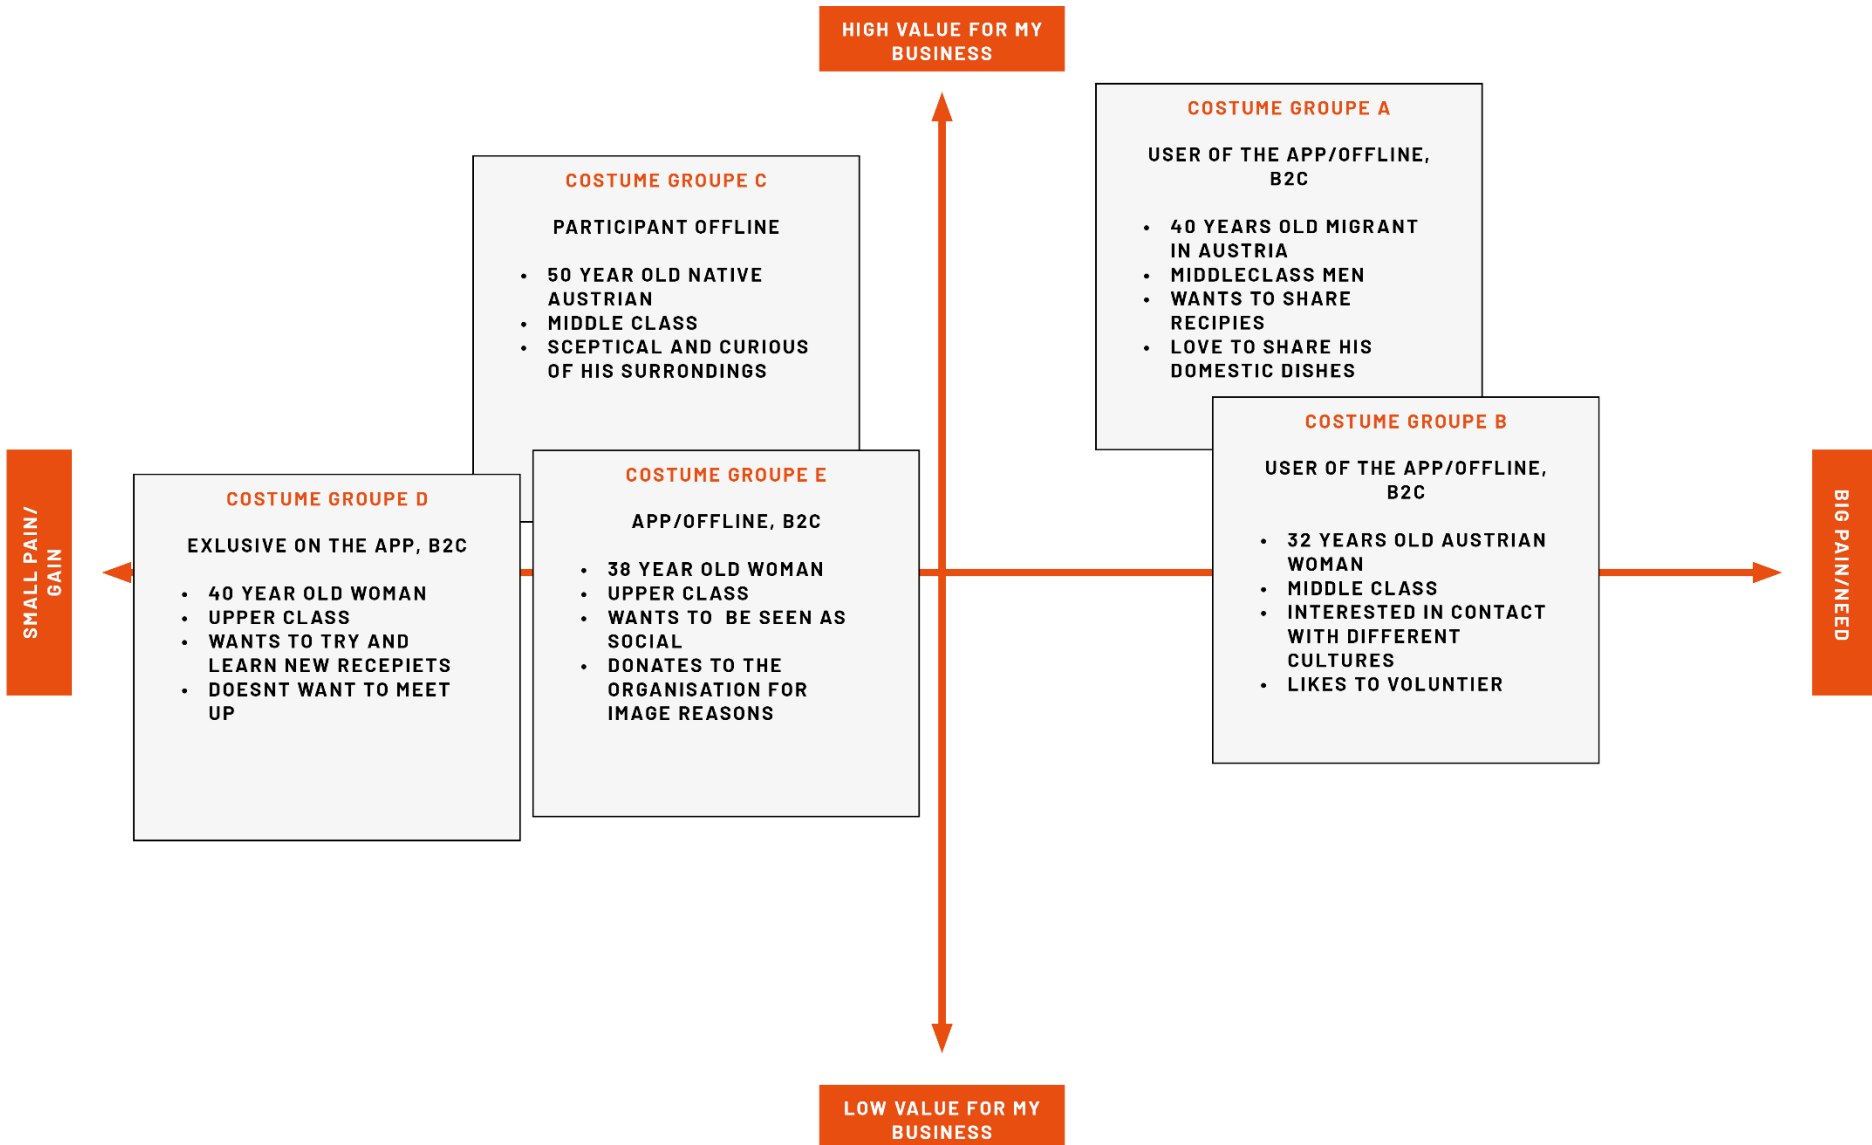 HIGH VALUE FOR MY
BUSINESS
COSTUME GROUPE A
USER OF THE APP/OFFLINE,
B2C
• 40 YEARS OLD MIGRANT
IN AUSTRIA
• MIDDLECLASS MEN
• WANTS TO SHARE
RECIPIES
• LOVE TO SHARE HIS
DOMESTIC DISHES
COSTUME GROUPE C
PARTICIPANT OFFLINE
• 50 YEAR OLD NATIVE
AUSTRIAN
• MIDDLE CLASS
• SCEPTICAL AND CURIOUS
OF HIS SURRONDINGS
COSTUME GROUPE B
USER OF THE APP/OFFLINE,
B2C
• 32 YEARS OLD AUSTRIAN
WOMAN
• MIDDLE CLASS
• INTERESTED IN CONTACT
WITH DIFFERENT
CULTURES
• LIKES TO VOLUNTIER
SMALL PAIN/
GAIN
COSTUME GROUPE D
EXLUSIVE ON THE APP, B2C
• 40 YEAR OLD WOMAN
• UPPER CLASS
• WANTS TO TRY AND
LEARN NEW RECEPIETS
• DOESNT WANT TO MEET
UP
COSTUME GROUPE E
APP/OFFLINE, B2C
• 38 YEAR OLD WOMAN
• UPPER CLASS
• WANTS TO  BE SEEN AS
SOCIAL
• DONATES TO THE
ORGANISATION FOR
IMAGE REASONS
BIG PAIN/NEED
LOW VALUE FOR MY
BUSINESS